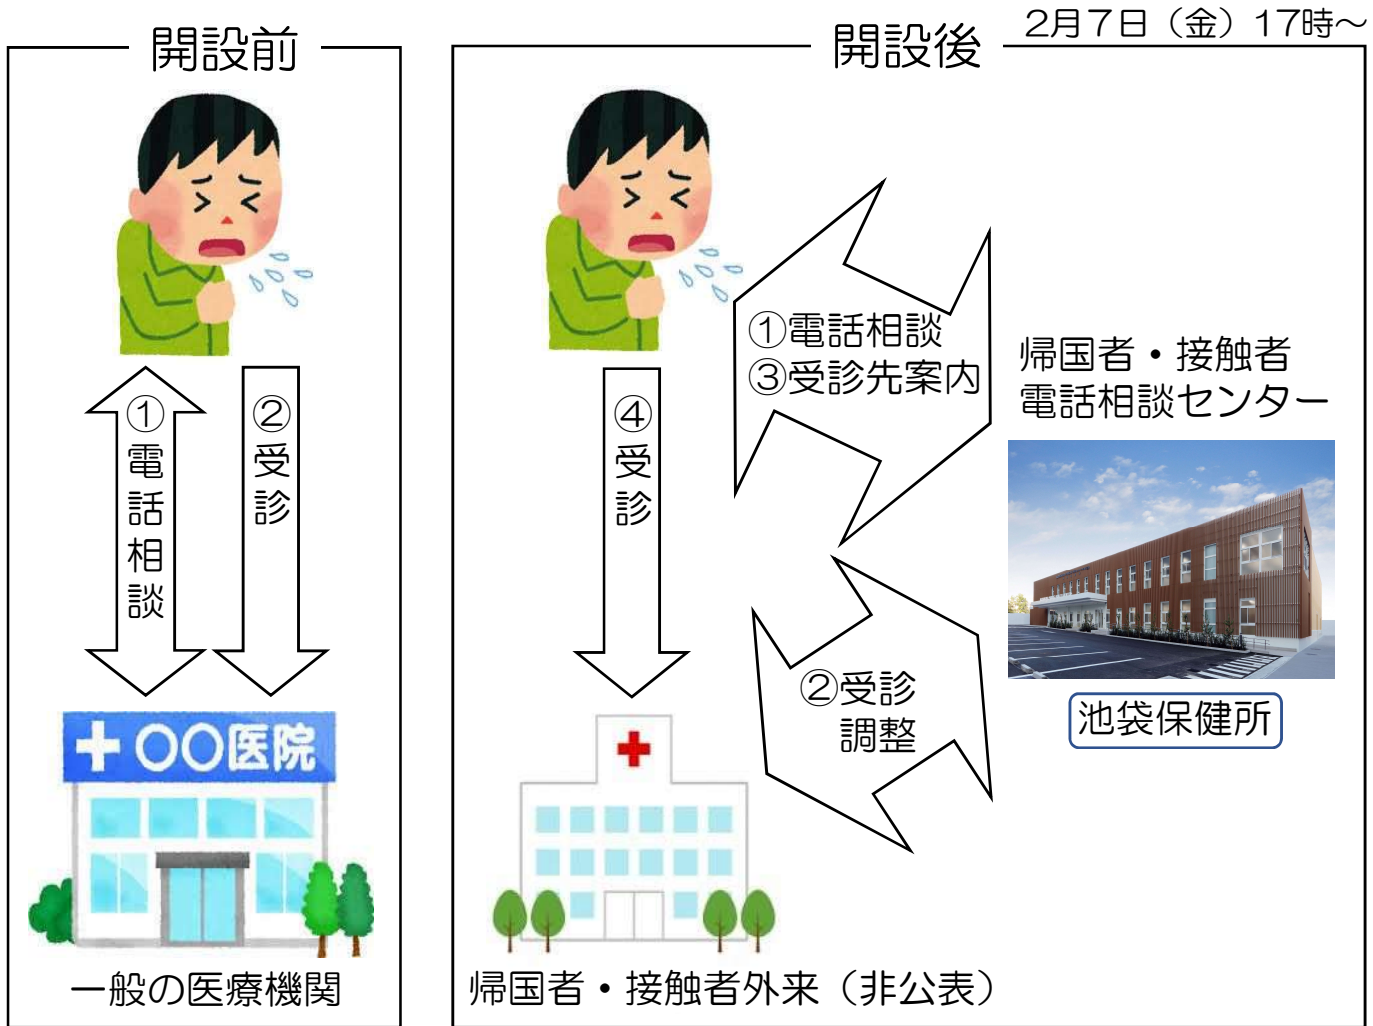 2月7日（金）17時～
開設前
①電話相談
②受診
〇〇医院
一般の医療機関
開設後
①電話相談
③受診先案内
帰国者・接触者
電話相談センター
④受診
②受診
調整
池袋保健所
帰国者・接触者外来（非公表）